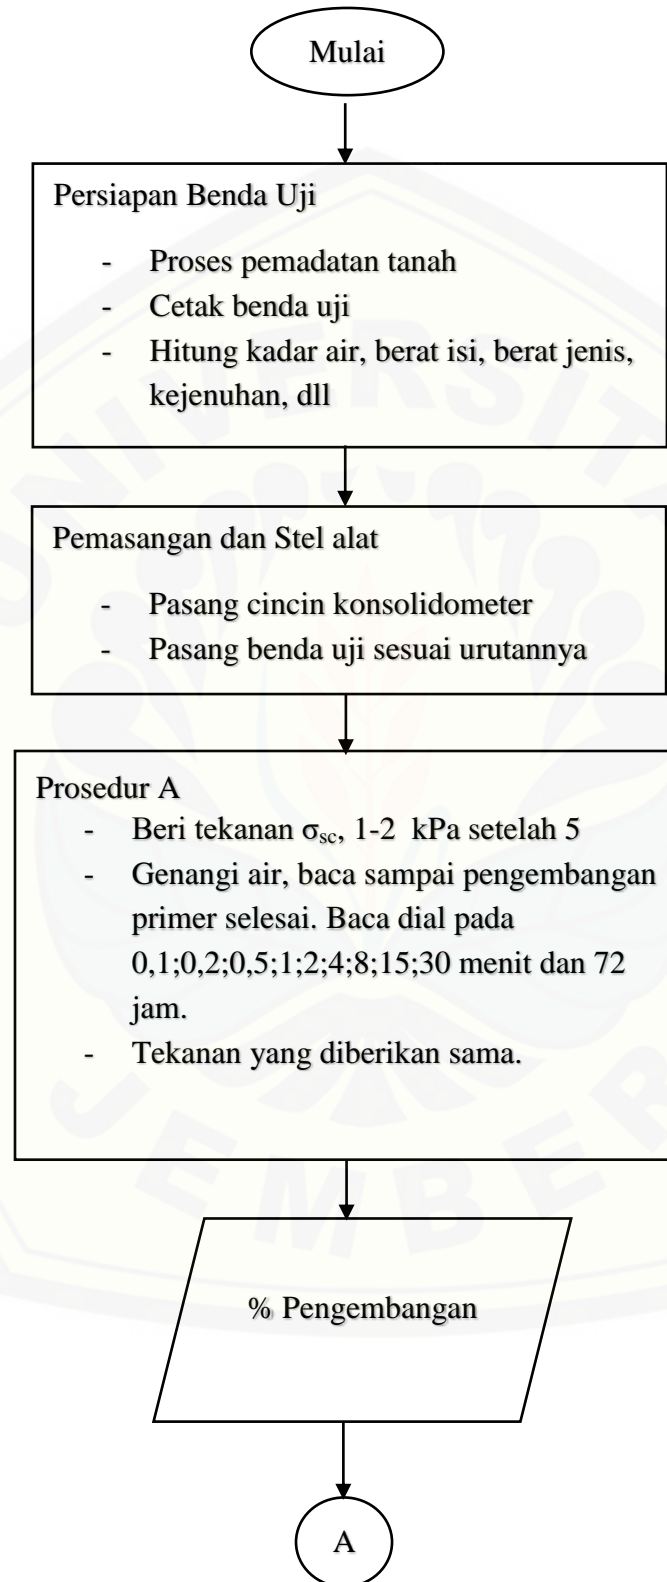 Mulai
Persiapan Benda Uji
- Proses pemadatan tanah
- Cetak benda uji
- Hitung kadar air, berat isi, berat jenis,
kejenuhan, dll
Pemasangan dan Stel alat
- Pasang cincin konsolidometer
- Pasang benda uji sesuai urutannya
Prosedur A
- Beri tekanan σsc, 1-2 kPa setelah 5
- Genangi air, baca sampai pengembangan
primer selesai. Baca dial pada
0,1;0,2;0,5;1;2;4;8;15;30 menit dan 72
jam.
- Tekanan yang diberikan sama.
% Pengembangan
A
UNIVERSITA
JEMBER